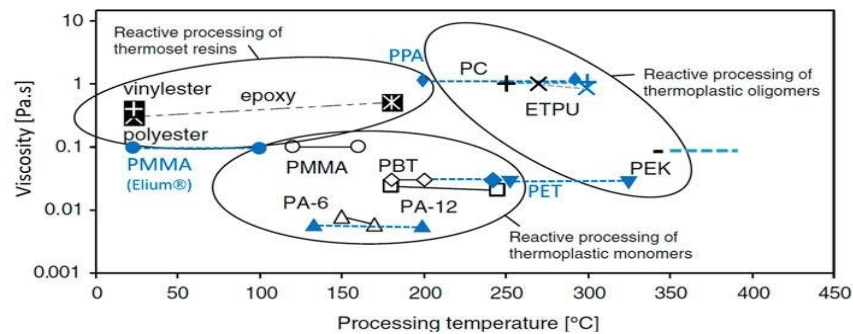 10
1
0.1
0.01
0.001
Viscosity [Pa.s]
Reactive processing of
thermoset resins
vinylester
epoxy
polyester
PMMA
(Elium®)
PPA
PC
ETPU
Reactive processing of
thermoplastic oligomers
PMMA
PBT
PET
PEK
PA-6
PA-12
Reactive processing of
thermoplastic monomers
0 50 100 150 200 250 300 350 400 450
Processing temperature [°C]